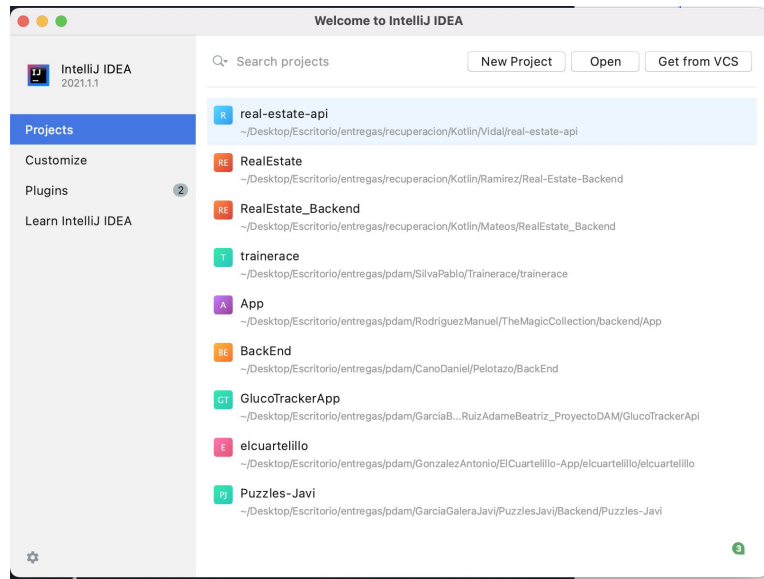 Welcome to IntelliJ IDEA
IJ
IntelliJ IDEA
2021.1.1
Projects
Customize
Plugins
2
Learn IntelliJ IDEA
Search projects
New Project
Open
Get from VCS
R
real-estate-api
~/Desktop/Escritorio/entregas/recuperacion/Kotlin/Vidal/real-estate-api
RE
RealEstate
~/Desktop/Escritorio/entregas/recuperacion/Kotlin/Ramirez/Real-Estate-Backend
RE
RealEstate_Backend
~/Desktop/Escritorio/entregas/recuperacion/Kotlin/Mateos/RealEstate_Backend
T
trainerace
~/Desktop/Escritorio/entregas/pdam/SilvaPablo/Trainerace/trainerace
A
App
~/Desktop/Escritorio/entregas/pdam/RodriguezManuel/TheMagicCollection/backend/App
BE
BackEnd
~/Desktop/Escritorio/entregas/pdam/CanoDaniel/Pelotazo/BackEnd
GT
GlucoTrackerApp
~/Desktop/Escritorio/entregas/pdam/GarciaB...RuizAdameBeatriz_ProyectoDAM/GlucoTrackerApi
E
elcuartelillo
~/Desktop/Escritorio/entregas/pdam/GonzalezAntonio/ElCuartelillo-App/elcuartelillo/elcuartelillo
PJ
Puzzles-Javi
~/Desktop/Escritorio/entregas/pdam/GarciaGaleraJavi/PuzzlesJavi/Backend/Puzzles-Javi
3